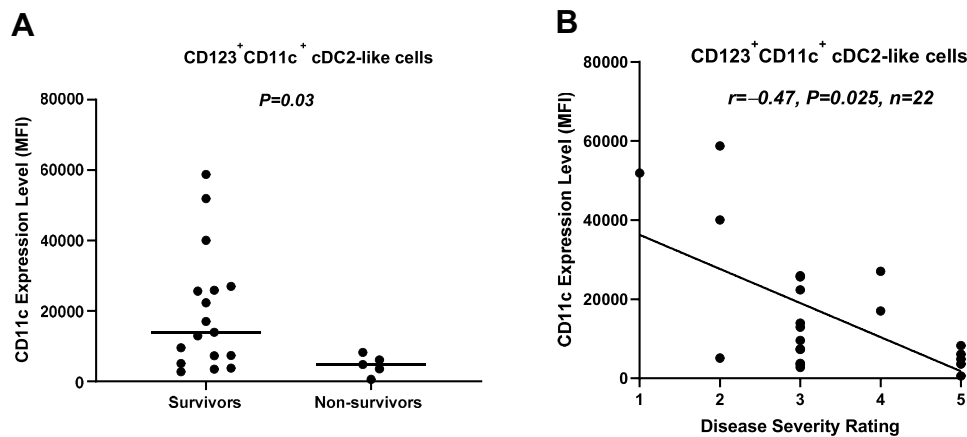 A
CD123+CD11c+ cDC2-like cells
P=0.03
80000
60000
40000
20000
0
CD11c Expression Level (MFI)
Survivors Non-survivors
B
CD123+CD11c+ cDC2-like cells
r=−0.47, P=0.025, n=22
80000
60000
40000
20000
0
CD11c Expression Level (MFI)
1 2 3 4 5
Disease Severity Rating